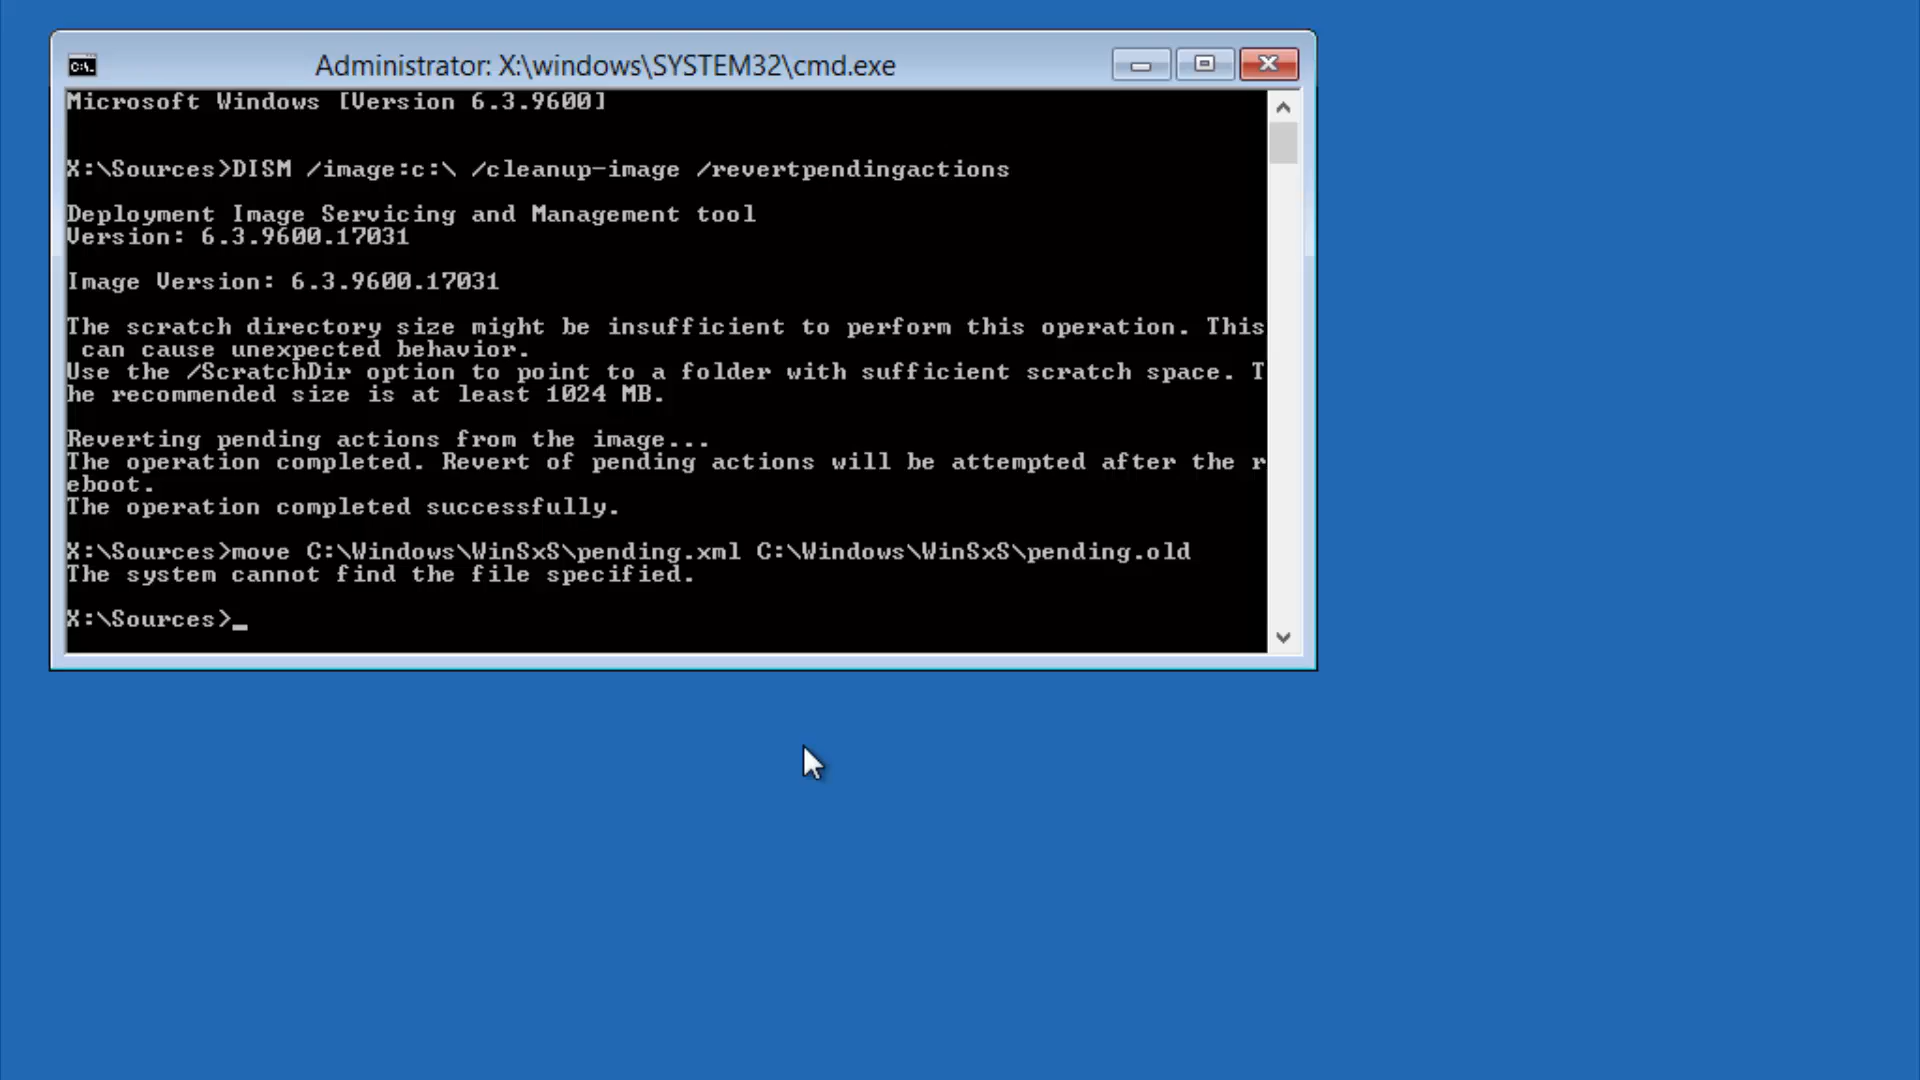 Administrator: X:\windows\SYSTEM32\cmd.exe
Microsoft Windows [Version 6.3.9600]
X:\Sources>DISM /image:c:\ /cleanup-image /revertpendingactions
Deployment Image Servicing and Management tool
Version: 6.3.9600.17031
Image Version: 6.3.9600.17031
The scratch directory size might be insufficient to perform this operation. This
can cause unexpected behavior.
Use the /ScratchDir option to point to a folder with sufficient scratch space. T
he recommended size is at least 1024 MB.
Reverting pending actions from the image...
The operation completed. Revert of pending actions will be attempted after the r
eboot.
The operation completed successfully.
X:\Sources>move C:\Windows\WinSxS\pending.xml C:\Windows\WinSxS\pending.old
The system cannot find the file specified.
X:\Sources>_